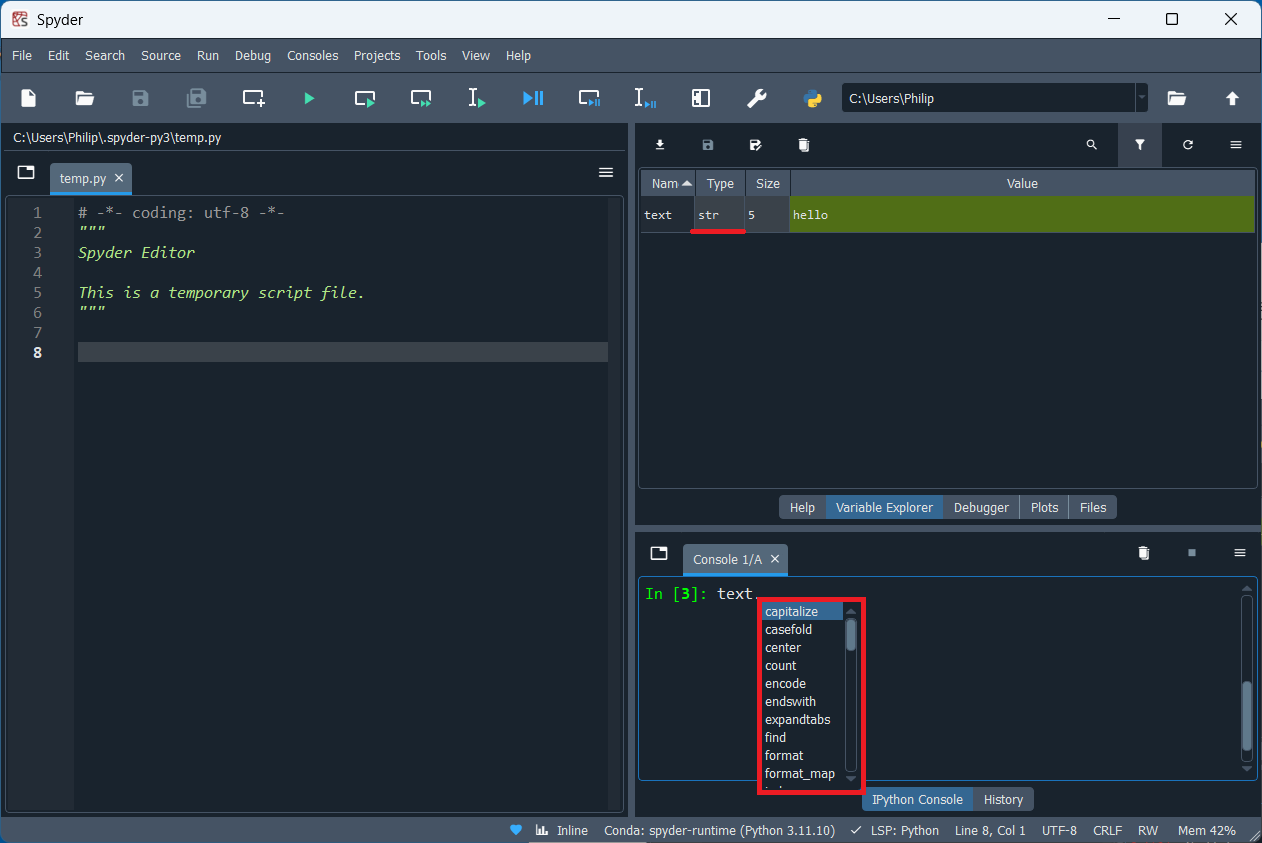 Spyder
File Edit Search Source Run Debug Consoles Projects Tools View Help
C:\Users\Philip
C:\Users\Philip\.spyder-py3\temp.py
temp.py
1 # -*- coding: utf-8 -*-
2 """
3 Spyder Editor
4
5 This is a temporary script file.
6 """
7
8
Nam Type Size Value
text str 5 hello
Help Variable Explorer Debugger Plots Files
Console 1/A
In [3]: text.
capitalize
casefold
center
count
encode
endswith
expandtabs
find
format
format_map
IPython Console History
Inline Conda: spyder-runtime (Python 3.11.10) LSP: Python Line 8, Col 1 UTF-8 CRLF RW Mem 42%